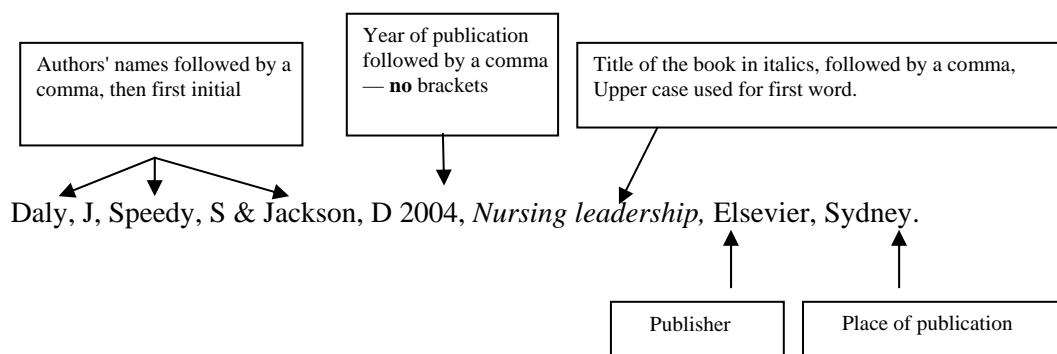 Authors' names followed by a
comma, then first initial
Year of publication
followed by a comma
— no brackets
Title of the book in italics, followed by a comma,
Upper case used for first word.
Daly, J, Speedy, S & Jackson, D 2004, Nursing leadership, Elsevier, Sydney.
Publisher
Place of publication